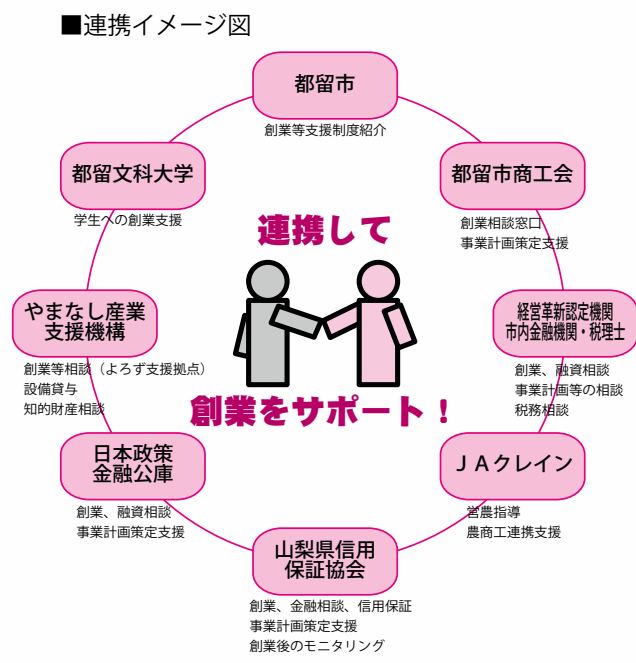 ■連携イメージ図
都留市
創業等支援制度紹介
都留市商工会
創業相談窓口
事業計画策定支援
経営革新認定機関
市内金融機関・税理士
創業、融資相談
事業計画等の相談
税務相談
ＪＡクレイン
営農指導
農商工連携支援
山梨県信用
保証協会
創業、金融相談、信用保証
事業計画策定支援
創業後のモニタリング
日本政策
金融公庫
創業、融資相談
事業計画策定支援
やまなし産業
支援機構
創業等相談（よろず支援拠点）
設備貸与
知的財産相談
都留文科大学
学生への創業支援
連携して
創業をサポート！